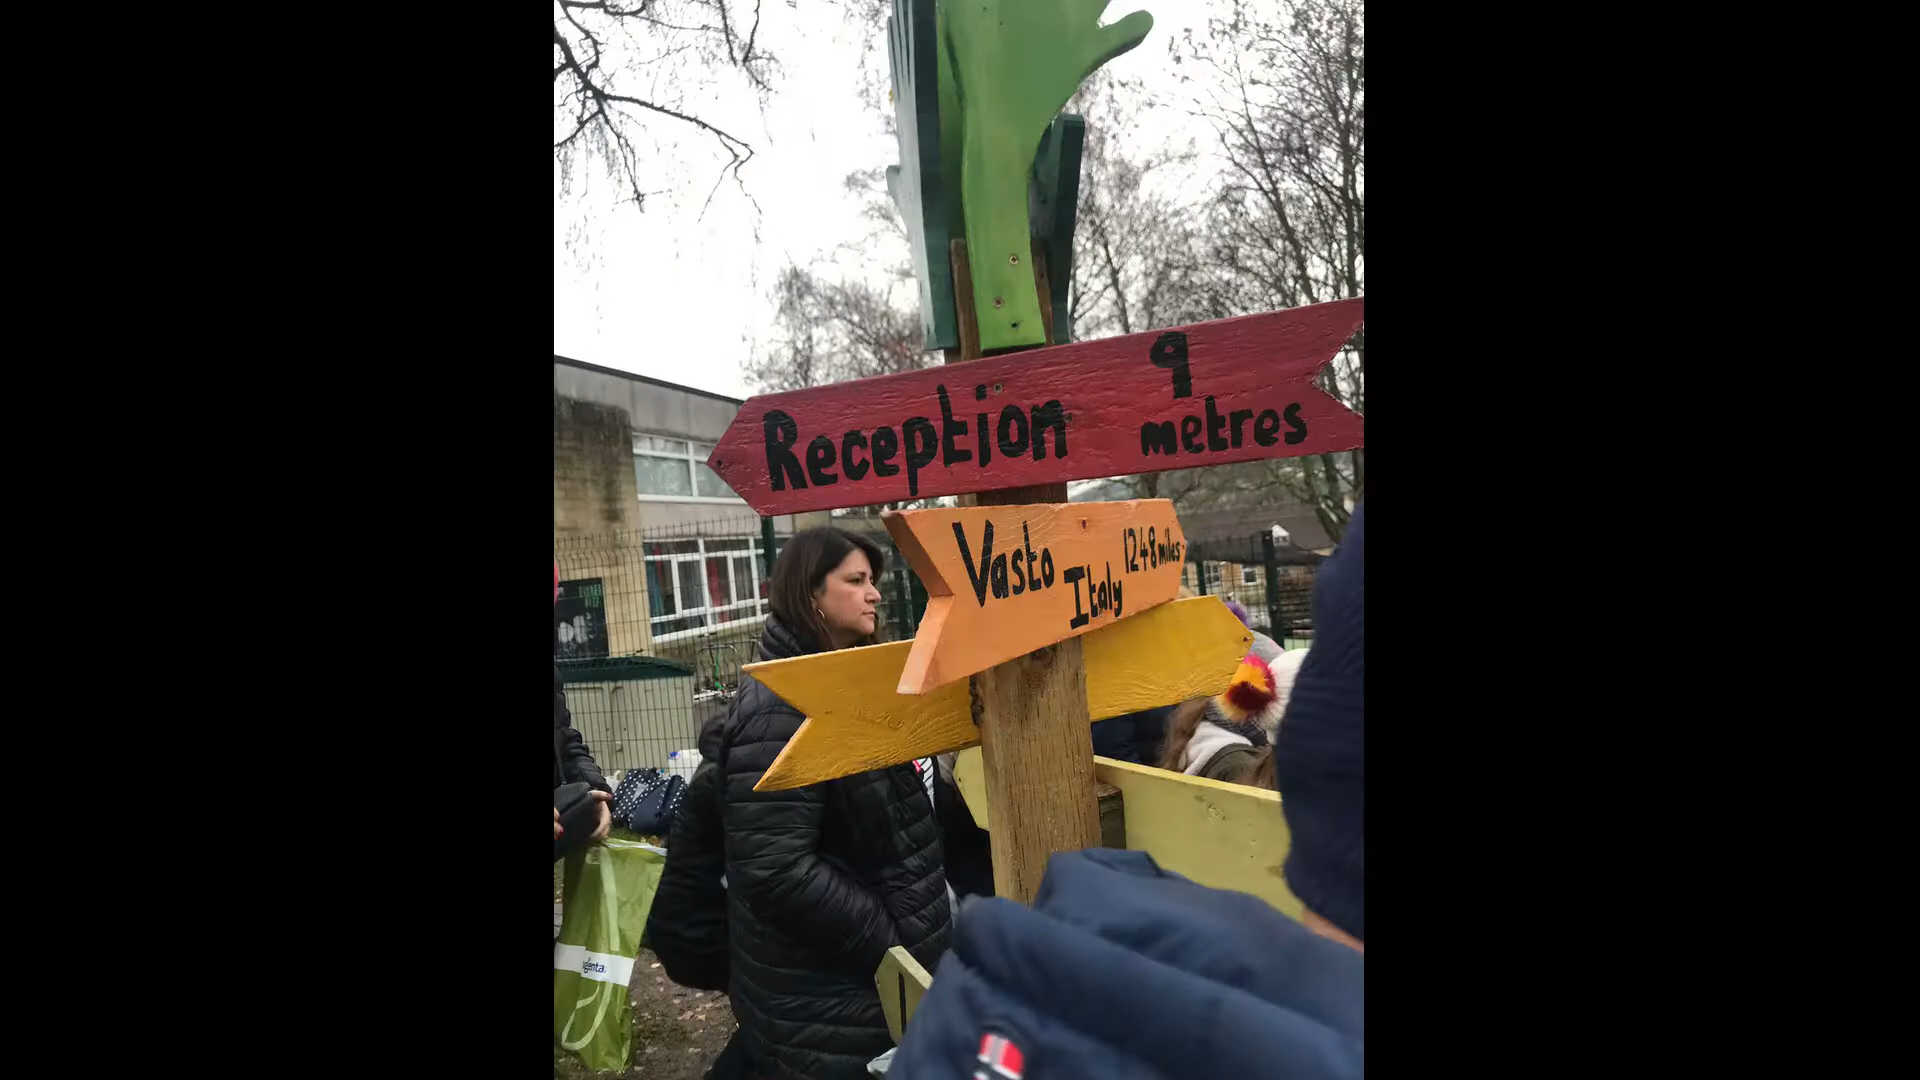 Reception
9
metres
Vasto
Italy
1248 miles